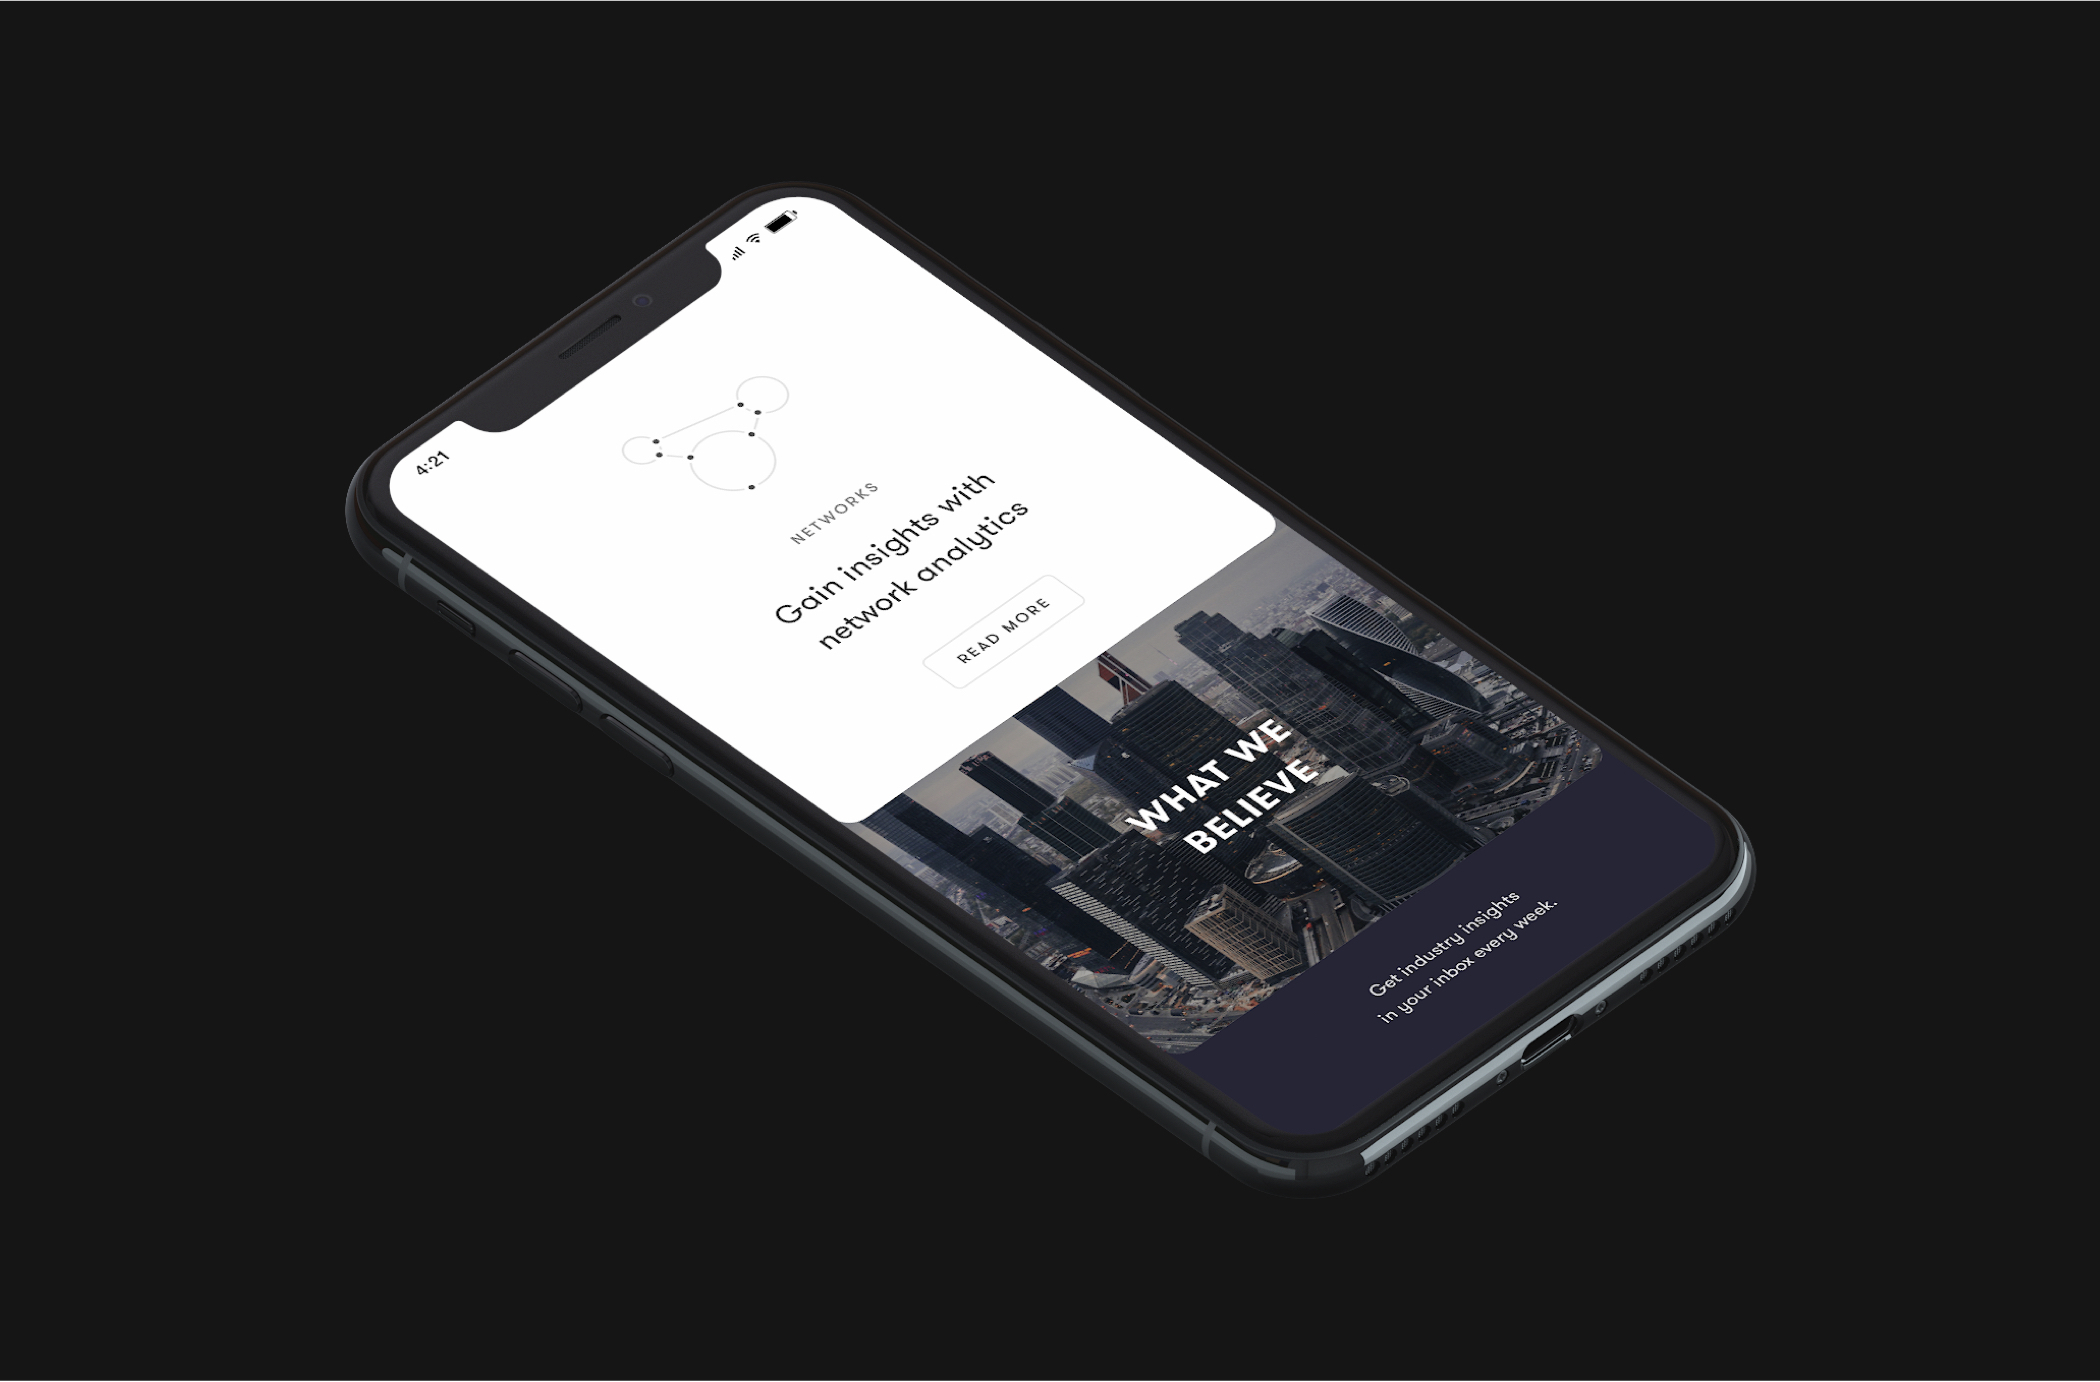 4:21
NETWORKS
Gain insights with
network analytics
READ MORE
WHAT WE
BELIEVE
Get industry insights
in your inbox every week.